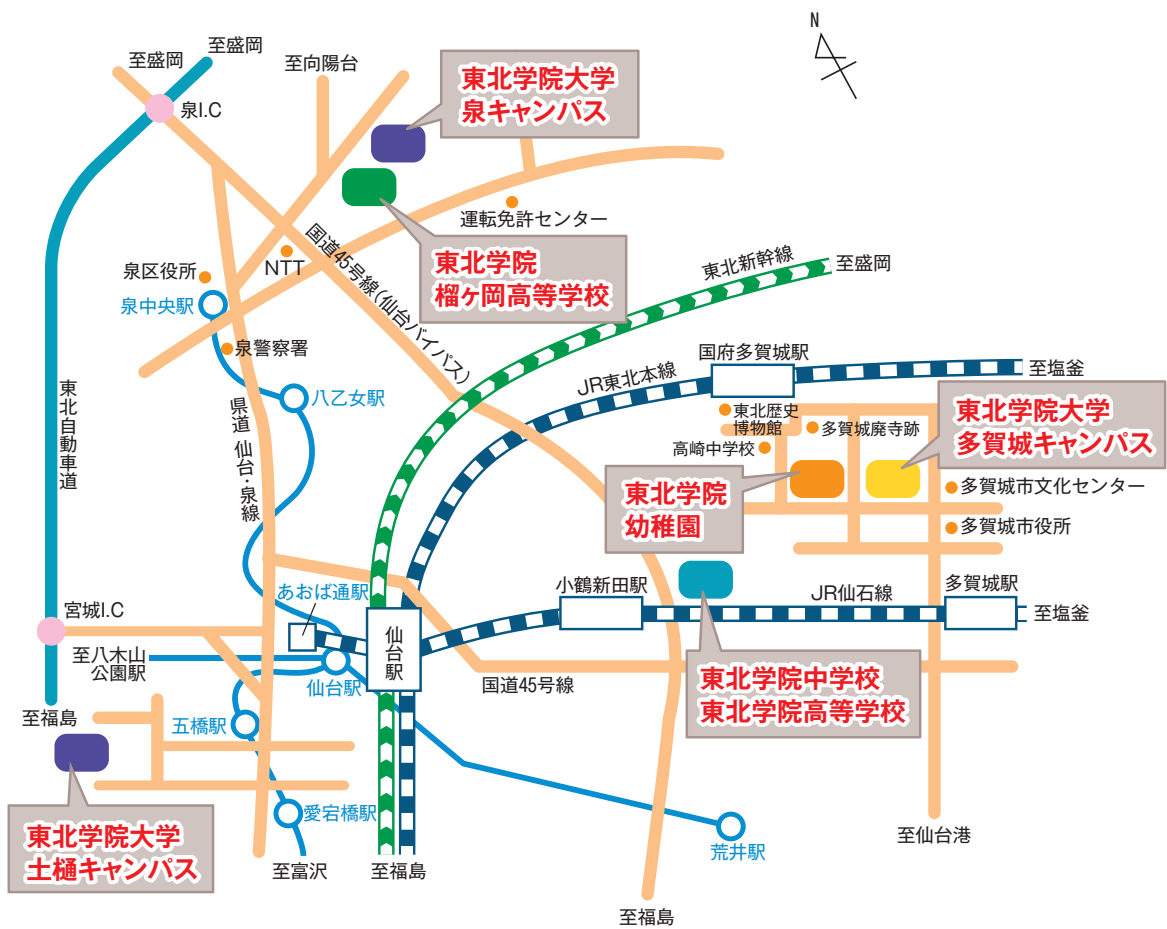 N
至盛岡
至盛岡
至向陽台
泉I.C
東北学院大学
泉キャンパス
運転免許センター
国道45号線(仙台バイパス)
東北学院
榴ヶ岡高等学校
NTT
泉区役所
泉中央駅
泉警察署
八乙女駅
県道 仙台・泉線
東北自動車道
東北新幹線
至盛岡
国府多賀城駅
JR東北本線
至塩釜
東北歴史
博物館
多賀城廃寺跡
高崎中学校
東北学院大学
多賀城キャンパス
東北学院
幼稚園
多賀城市文化センター
多賀城市役所
あおば通駅
小鶴新田駅
JR仙石線
多賀城駅
至塩釜
宮城I.C
仙台駅
至八木山
公園駅
仙台駅
国道45号線
東北学院中学校
東北学院高等学校
至福島
五橋駅
東北学院大学
土樋キャンパス
愛宕橋駅
至富沢
至福島
荒井駅
至仙台港
至福島